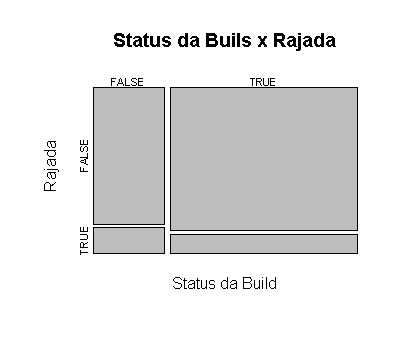 Status da Buils x Rajada
FALSE
TRUE
Rajada
FALSE
TRUE
Status da Build